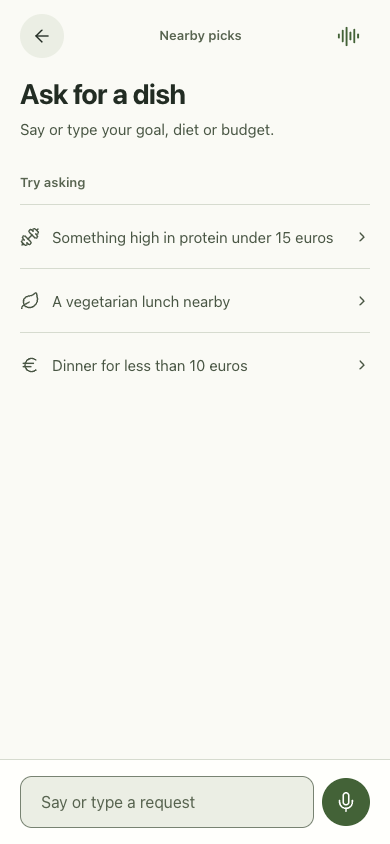 Nearby picks
Ask for a dish
Say or type your goal, diet or budget.
Try asking
Something high in protein under 15 euros
A vegetarian lunch nearby
Dinner for less than 10 euros
Say or type a request